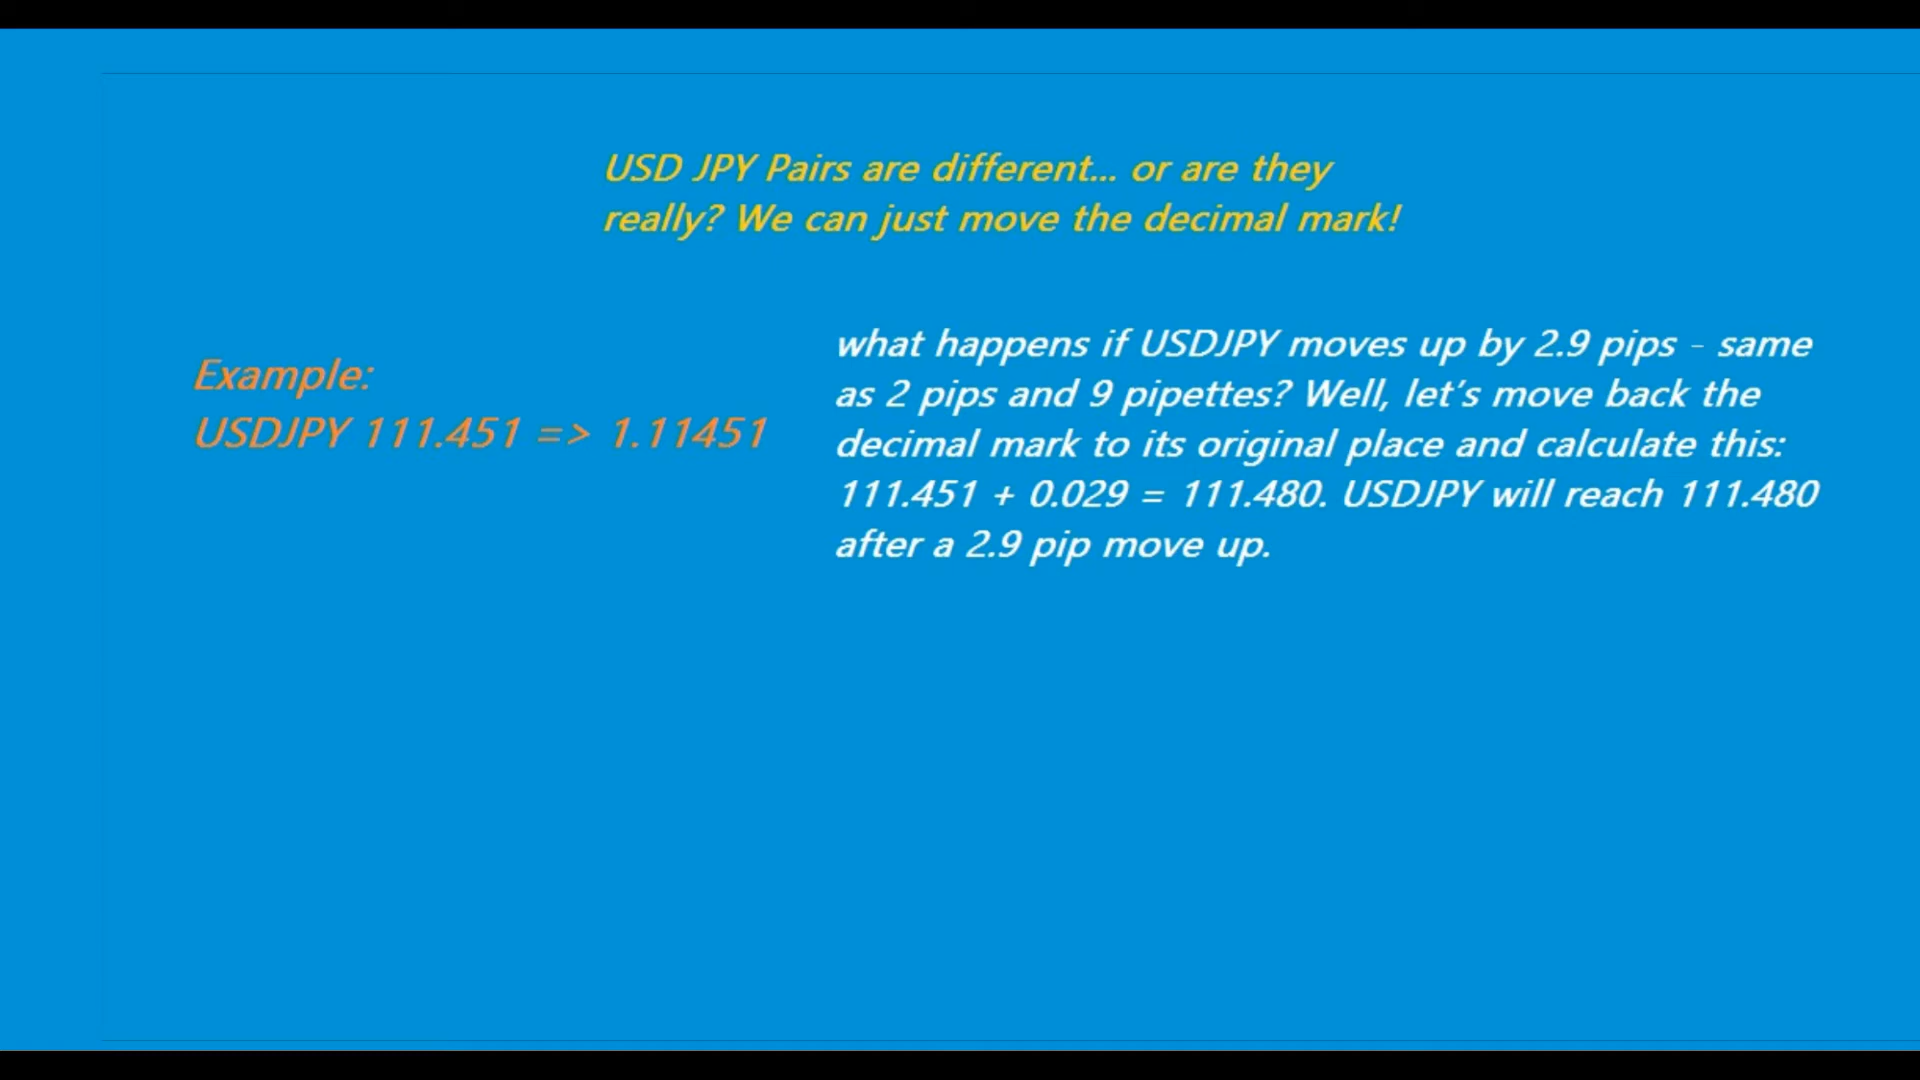 USD JPY Pairs are different... or are they
really? We can just move the decimal mark!
Example:
USDJPY 111.451 => 1.11451
what happens if USDJPY moves up by 2.9 pips - same
as 2 pips and 9 pipettes? Well, let's move back the
decimal mark to its original place and calculate this:
111.451 + 0.029 = 111.480. USDJPY will reach 111.480
after a 2.9 pip move up.